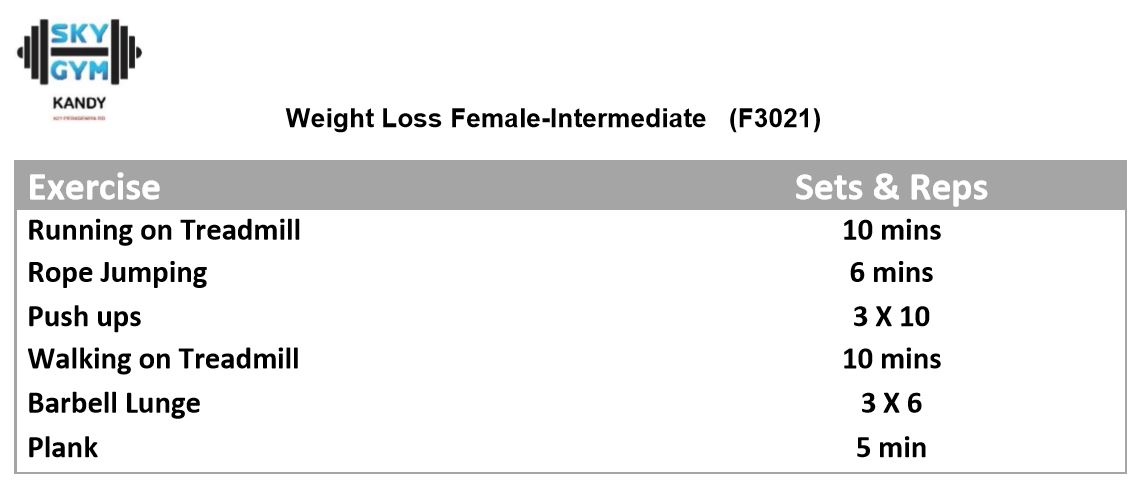 SKY
GYM
KANDY
Weight Loss Female-Intermediate (F3021)
Exercise Sets & Reps
Running on Treadmill 10 mins
Rope Jumping 6 mins
Push ups 3 X 10
Walking on Treadmill 10 mins
Barbell Lunge 3 X 6
Plank 5 min